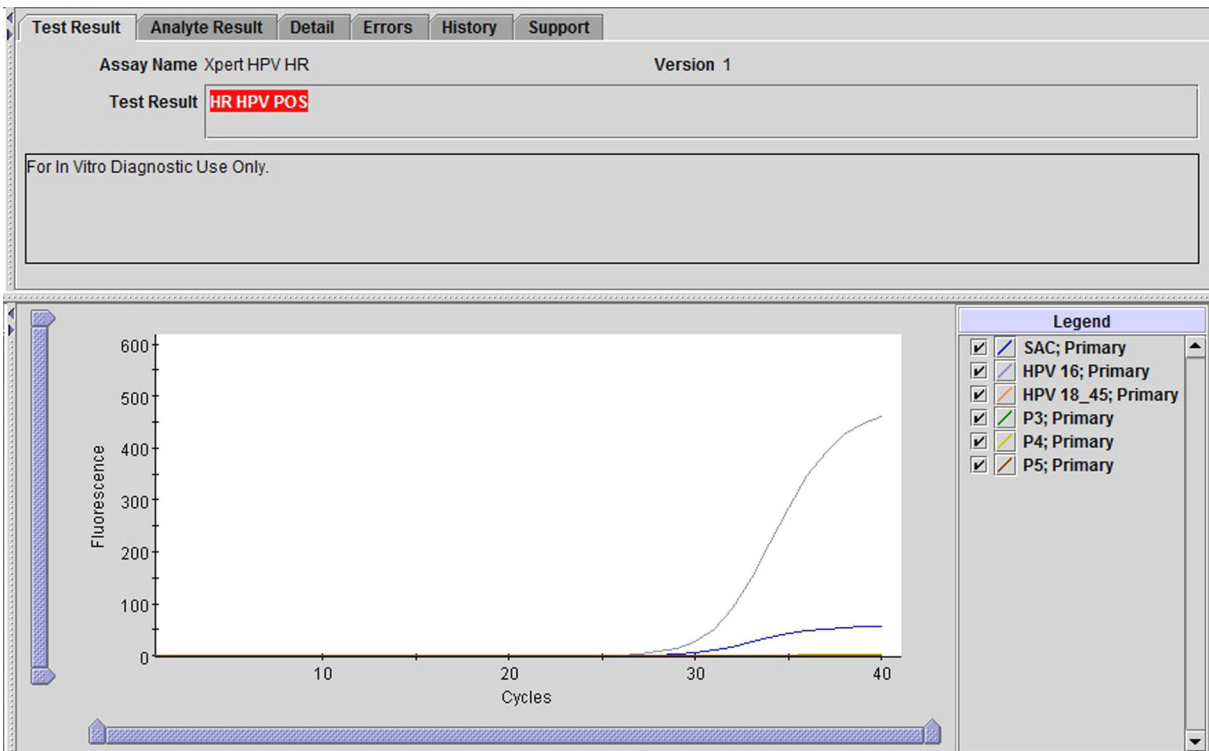 Test Result Analyte Result Detail Errors History Support
Assay Name Xpert HPV HR Version 1
Test Result HR HPV POS
For In Vitro Diagnostic Use Only.
Legend
SAC; Primary
HPV 16; Primary
HPV 18_45; Primary
P3; Primary
P4; Primary
P5; Primary
Fluorescence
600
500
400
300
200
100
0
10 20 30 40
Cycles